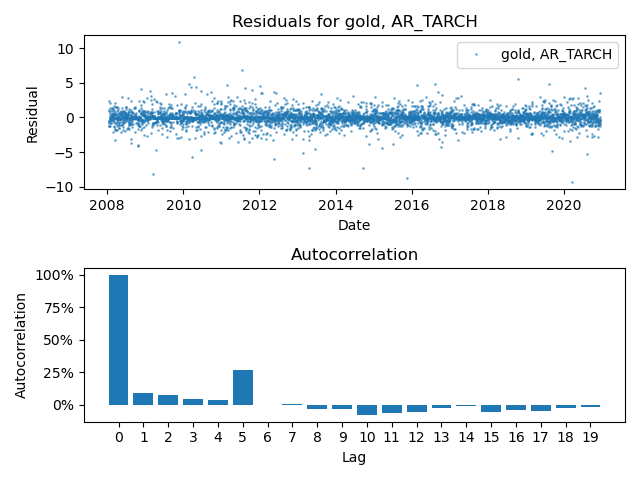 Residuals for gold, AR_TARCH
10
5
0
−5
−10
Residual
gold, AR_TARCH
2008 2010 2012 2014 2016 2018 2020
Date
Autocorrelation
100%
75%
50%
25%
0%
Autocorrelation
0 1 2 3 4 5 6 7 8 9 10 11 12 13 14 15 16 17 18 19
Lag